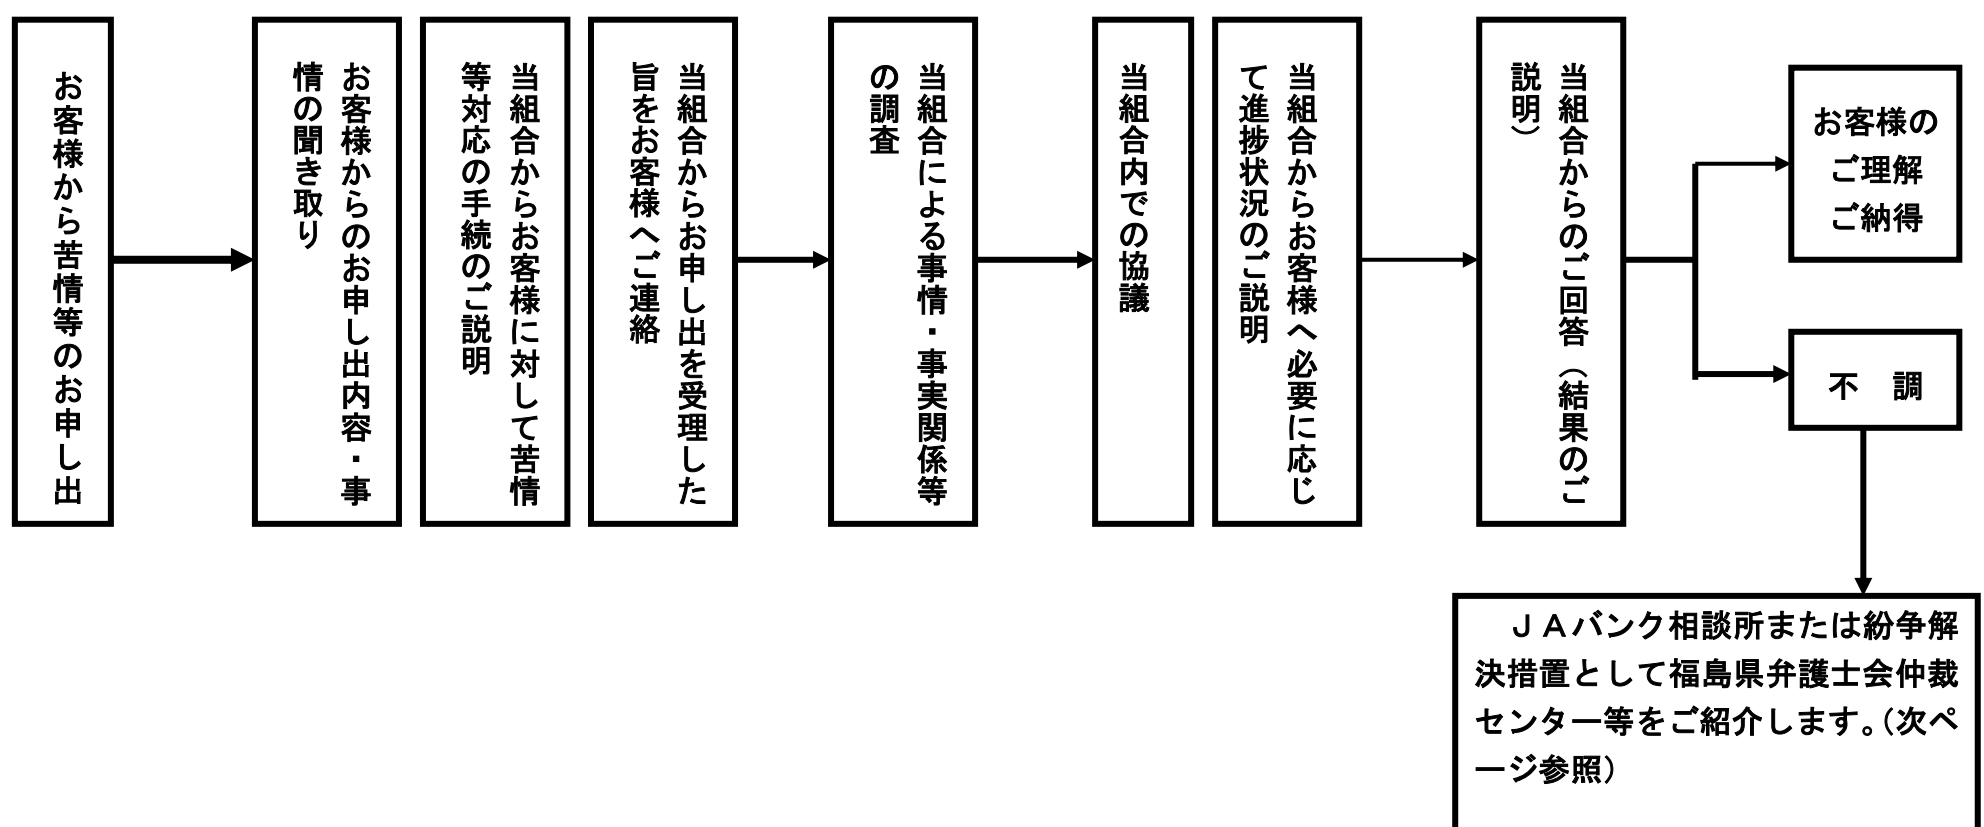 お客様から苦情等のお申し出
お客様からのお申し出内容・事
情の聞き取り
当組合からお客様に対して苦情
等対応の手続のご説明
当組合からお申し出を受理した
旨をお客様へご連絡
当組合による事情・事実関係等
の調査
当組合内での協議
当組合からお客様へ必要に応じ
て進捗状況のご説明
当組合からのご回答（結果のご
説明）
お客様の
ご理解
ご納得
不　調
ＪＡバンク相談所または紛争解
決措置として福島県弁護士会仲裁
センター等をご紹介します。（次ペ
ージ参照）